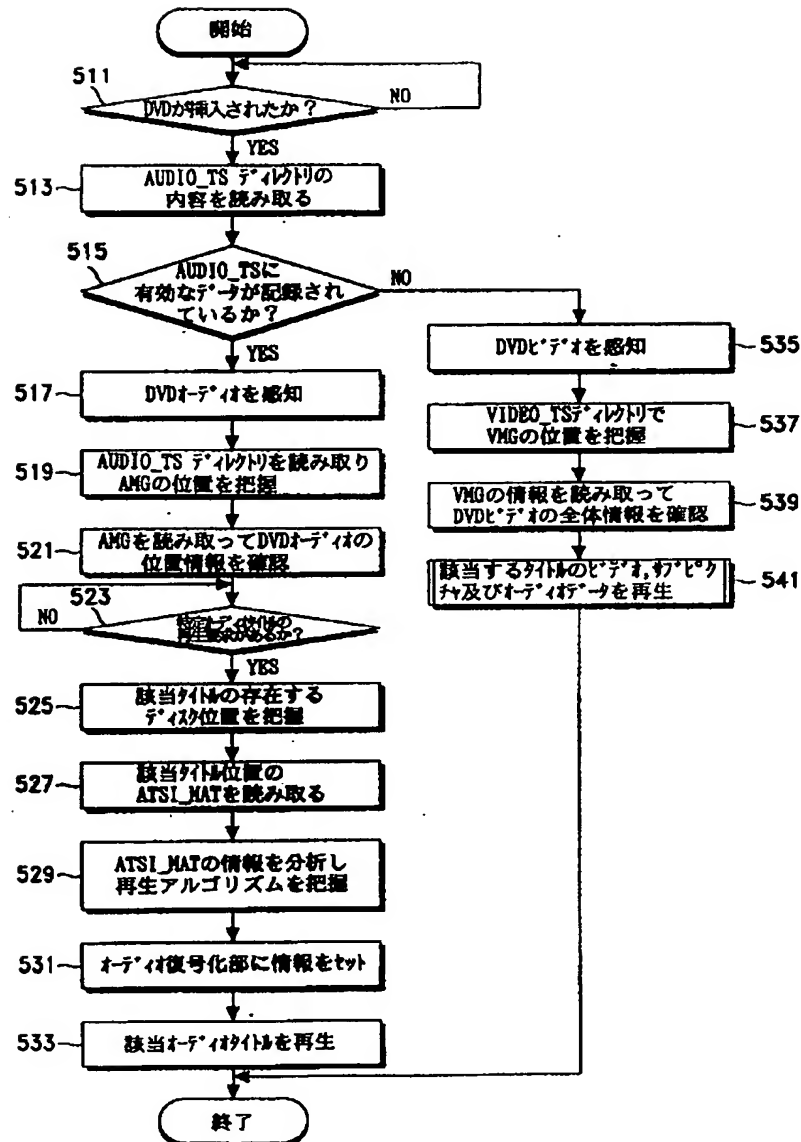 開始
511
DVDが挿入されたか?
NO
YES
513
AUDIO_TS ディレクトリの
内容を読み取る
515
AUDIO_TSに
有効なデータが記録され
ているか?
NO
YES
517
DVDオーディオを感知
519
AUDIO_TS ディレクトリを読み取り
AMGの位置を把握
521
AMGを読み取ってDVDオーディオの
位置情報を確認
523
NO
再生要求があるか?
YES
525
該当タイトルの存在する
ディスク位置を把握
527
該当タイトル位置の
ATSI_MATを読み取る
529
ATSI_MATの情報を分析し
再生アルゴリズムを把握
531
オーディオ復号化部に情報をセット
533
該当オーディオタイトルを再生
終了
DVDビデオを感知
535
VIDEO_TSディレクトリで
VMGの位置を把握
537
VMGの情報を読み取って
DVDビデオの全体情報を確認
539
該当するタイトルのビデオ,サブピク
チャ及びオーディオデータを再生
541